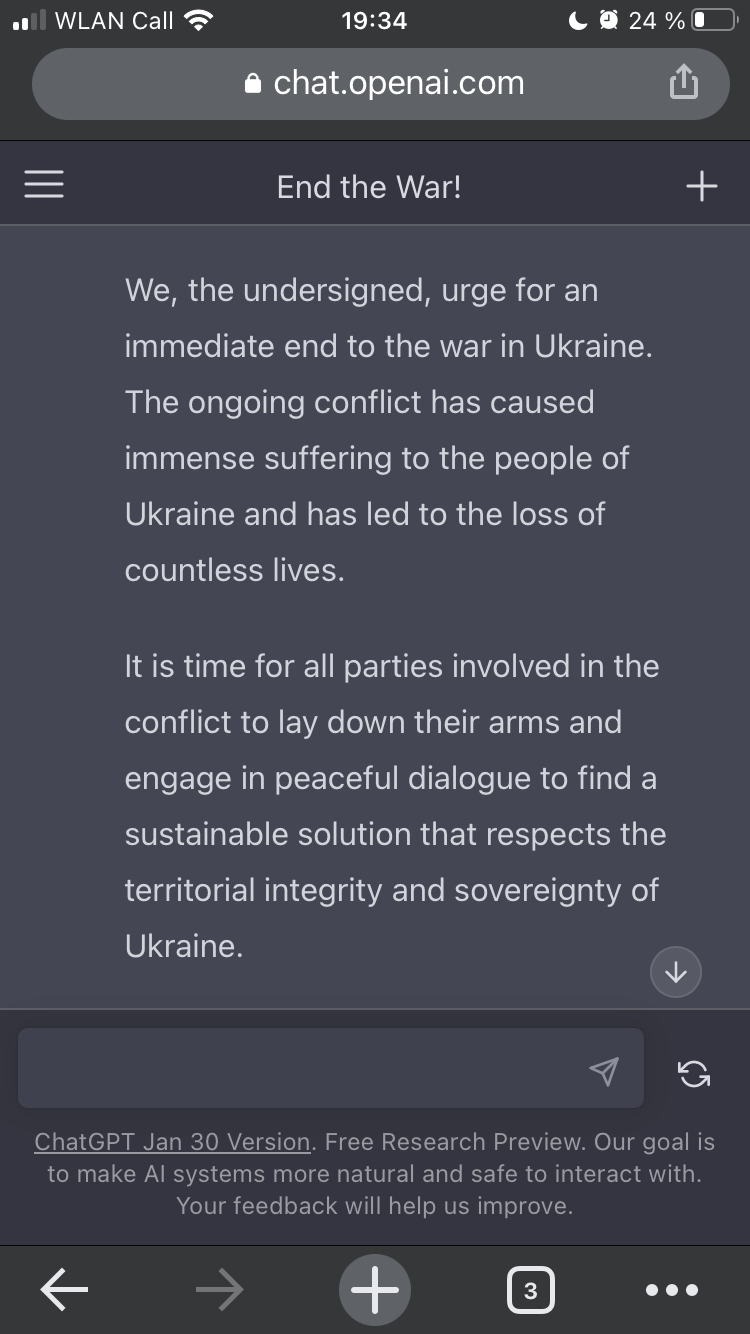 WLAN Call 19:34 24 %
chat.openai.com
End the War!
We, the undersigned, urge for an
immediate end to the war in Ukraine.
The ongoing conflict has caused
immense suffering to the people of
Ukraine and has led to the loss of
countless lives.
It is time for all parties involved in the
conflict to lay down their arms and
engage in peaceful dialogue to find a
sustainable solution that respects the
territorial integrity and sovereignty of
Ukraine.
ChatGPT Jan 30 Version. Free Research Preview. Our goal is
to make AI systems more natural and safe to interact with.
Your feedback will help us improve.
3